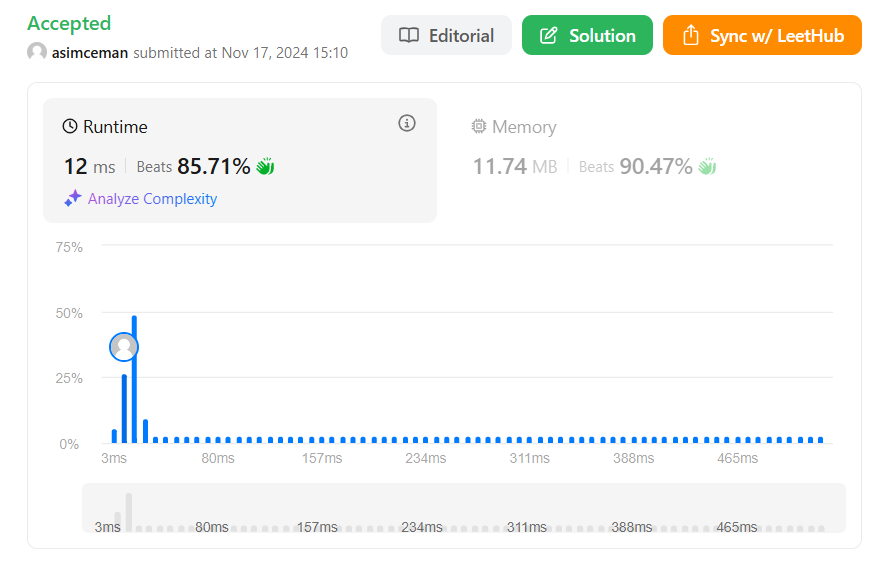 Accepted
asimceman submitted at Nov 17, 2024 15:10
Editorial
Solution
Sync w/ LeetHub
Runtime
12 ms
Beats 85.71%
Analyze Complexity
Memory
11.74 MB
Beats 90.47%
75%
50%
25%
0%
3ms 80ms 157ms 234ms 311ms 388ms 465ms
3ms 80ms 157ms 234ms 311ms 388ms 465ms